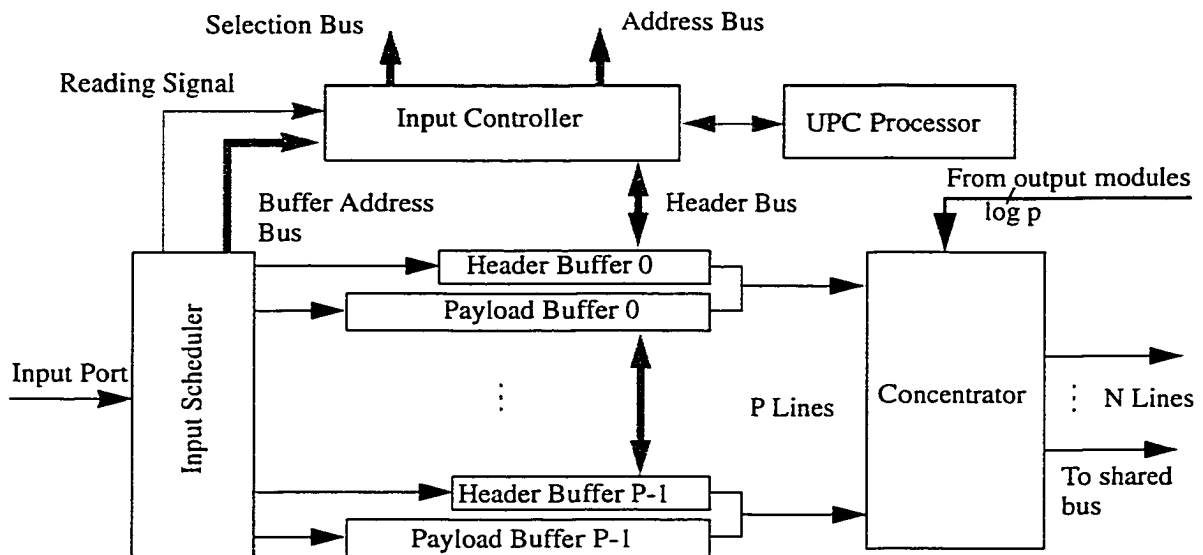 Selection Bus
Address Bus
Reading Signal
Input Controller
UPC Processor
From output modules
log p
Buffer Address
Bus
Header Bus
Header Buffer 0
Payload Buffer 0
Input Port
Input Scheduler
P Lines
Concentrator
N Lines
To shared
bus
Header Buffer P-1
Payload Buffer P-1